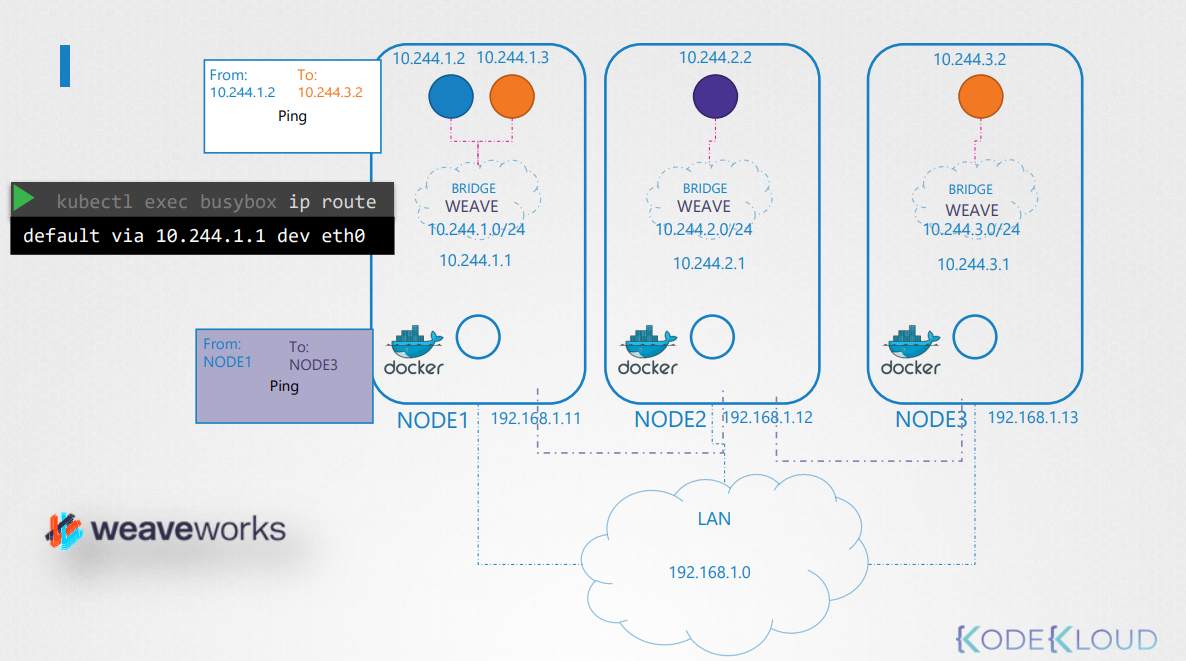 10.244.1.2 10.244.1.3
10.244.2.2
10.244.3.2
From: To:
10.244.1.2 10.244.3.2
Ping
kubectl exec busybox ip route
default via 10.244.1.1 dev eth0
BRIDGE
WEAVE
10.244.1.0/24
10.244.1.1
BRIDGE
WEAVE
10.244.2.0/24
10.244.2.1
BRIDGE
WEAVE
10.244.3.0/24
10.244.3.1
From: To:
NODE1 NODE3
Ping
docker
docker
docker
NODE1 192.168.1.11
NODE2 192.168.1.12
NODE3 192.168.1.13
LAN
192.168.1.0
weaveworks
KODEKLOUD